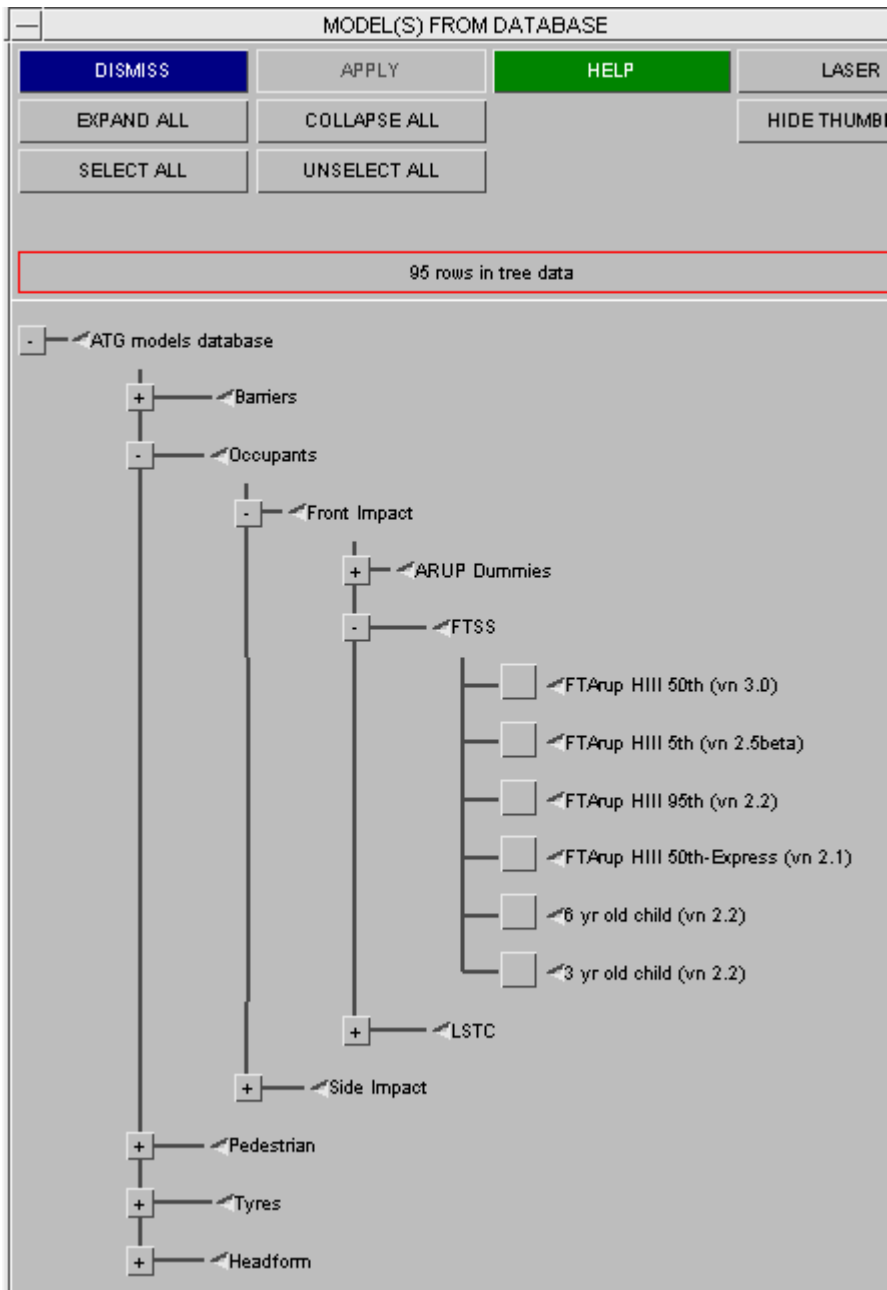 MODEL(S) FROM DATABASE
DISMISS APPLY HELP LASER
EXPAND ALL COLLAPSE ALL HIDE
SELECT ALL UNSELECT ALL
95 rows in tree data
- ATG models database
+ Barriers
- Occupants
- Front Impact
+ ARUP Dummies
- FTSS
FTArup HIII 50th (vn 3.0)
FTArup HIII 5th (vn 2.5beta)
FTArup HIII 95th (vn 2.2)
FTArup HIII 50th-Express (vn 2.1)
6 yr old child (vn 2.2)
3 yr old child (vn 2.2)
+ LSTC
+ Side Impact
+ Pedestrian
+ Tyres
+ Headform